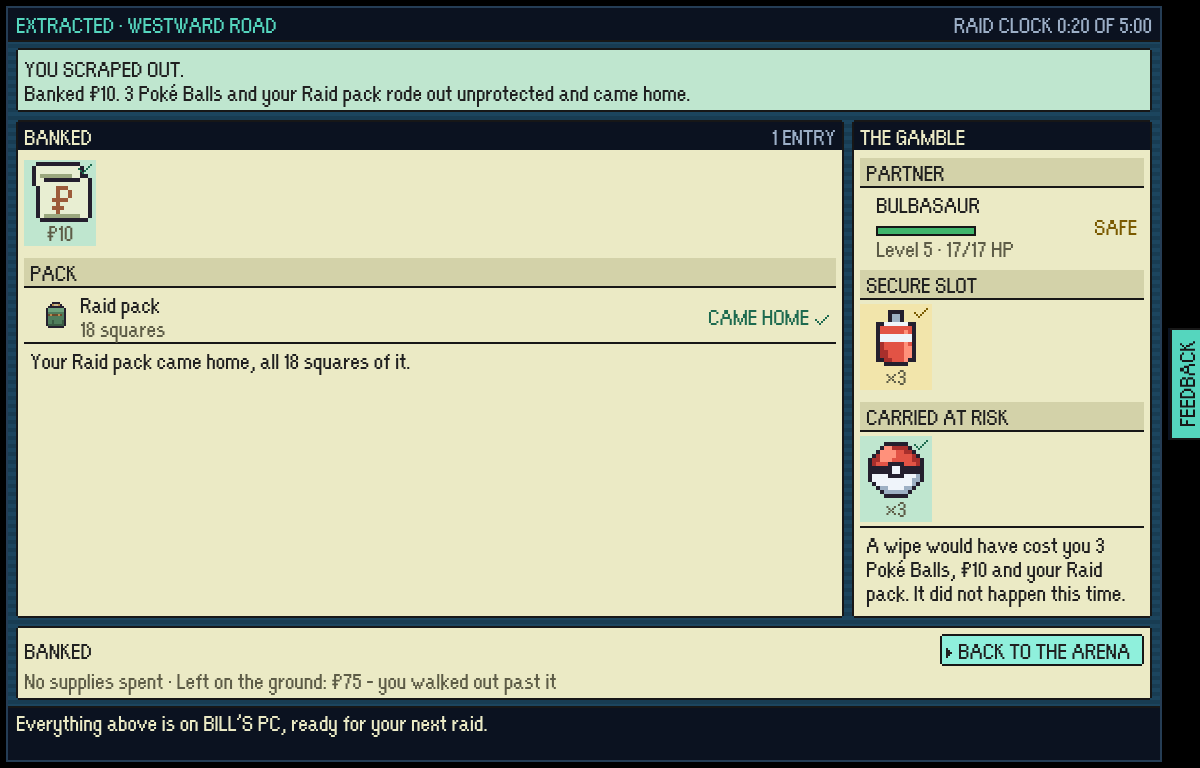 EXTRACTED · WESTWARD ROAD
RAID CLOCK 0:20 OF 5:00
YOU SCRAPED OUT.
Banked ₽10. 3 Poké Balls and your Raid pack rode out unprotected and came home.
BANKED
1 ENTRY
₽
₽10
PACK
Raid pack
18 squares
CAME HOME ✓
Your Raid pack came home, all 18 squares of it.
THE GAMBLE
PARTNER
BULBASAUR
SAFE
Level 5 · 17/17 HP
SECURE SLOT
×3
CARRIED AT RISK
×3
A wipe would have cost you 3
Poké Balls, ₽10 and your Raid
pack. It did not happen this time.
FEEDBACK
BANKED
BACK TO THE ARENA
No supplies spent · Left on the ground: ₽75 - you walked out past it
Everything above is on BILL'S PC, ready for your next raid.